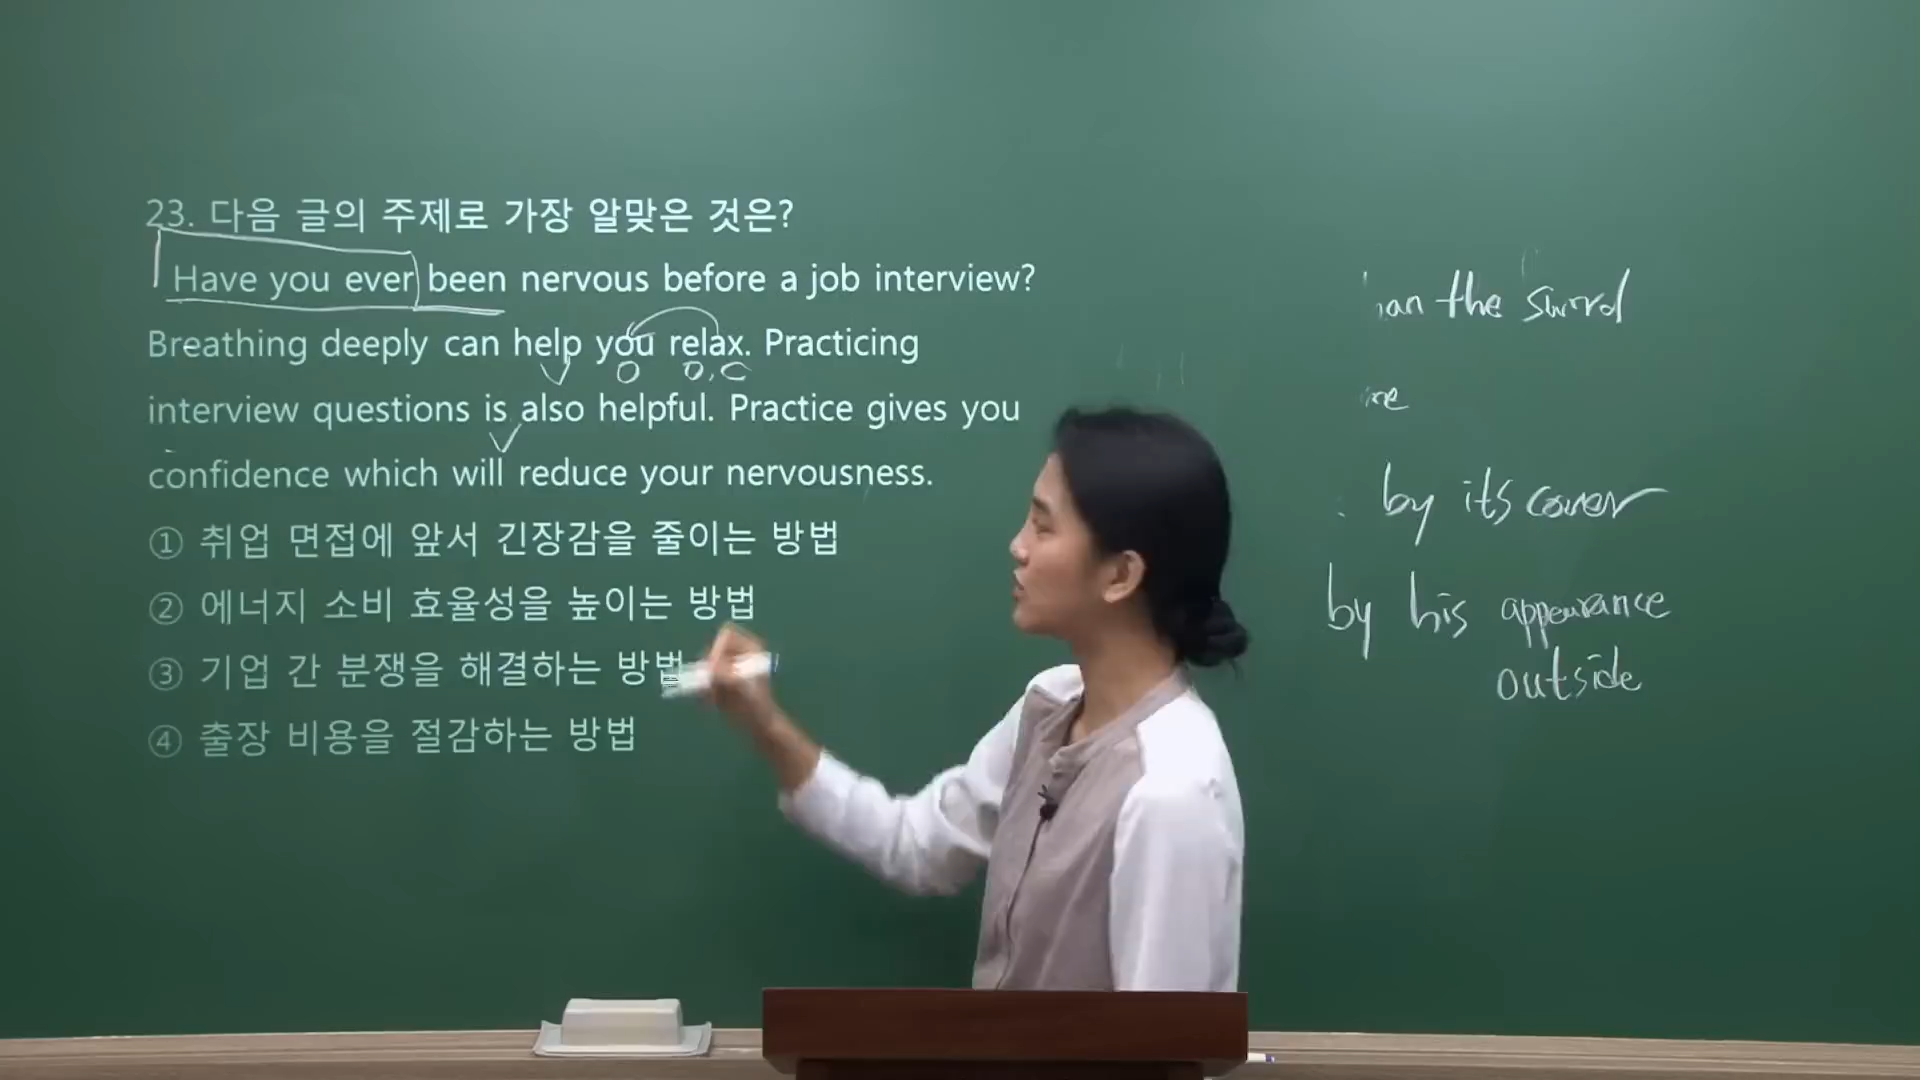 23. 다음 글의 주제로 가장 알맞은 것은?
Have you ever been nervous before a job interview?
Breathing deeply can help you relax. Practicing
O O.C
interview questions is also helpful. Practice gives you
confidence which will reduce your nervousness.
① 취업 면접에 앞서 긴장감을 줄이는 방법
② 에너지 소비 효율성을 높이는 방법
③ 기업 간 분쟁을 해결하는 방법
④ 출장 비용을 절감하는 방법
the sword
by its cover
by his appearance
outside